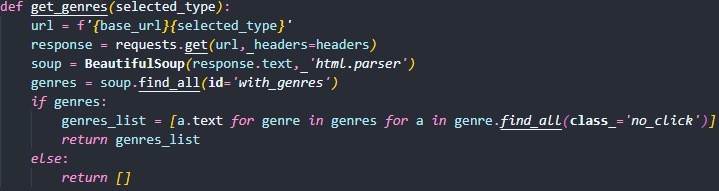 def get_genres(selected_type):
    url = f'{base_url}{selected_type}'
    response = requests.get(url,_headers=headers)
    soup = BeautifulSoup(response.text,_'html.parser')
    genres = soup.find_all(id='with_genres')
    if genres:
        genres_list = [a.text for genre in genres for a in genre.find_all(class_='no_click')]
        return genres_list
    else:
        return []